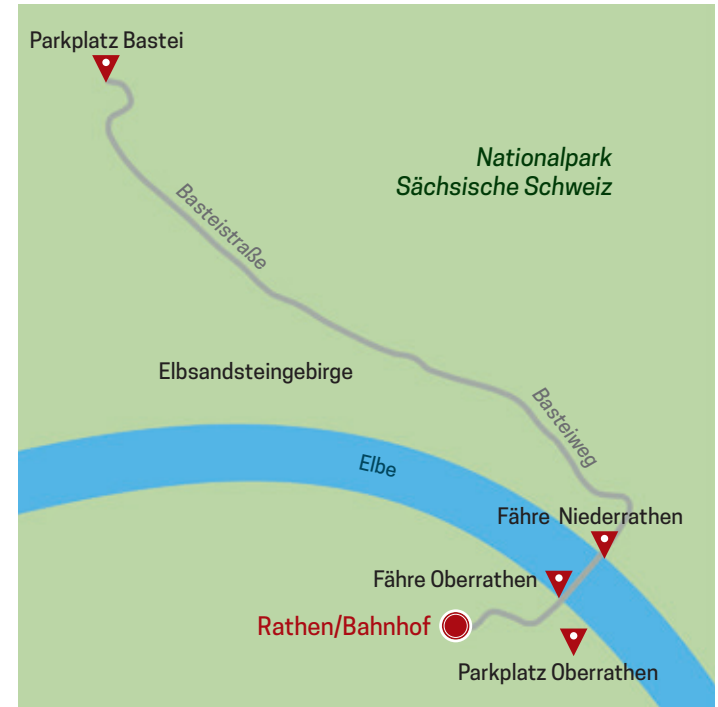 Parkplatz Bastei
Nationalpark
Sächsische Schweiz
Basteistraße
Elbsandsteingebirge
Basteiweg
Elbe
Fähre Niederrathen
Fähre Oberrathen
Rathen/Bahnhof
Parkplatz Oberrathen